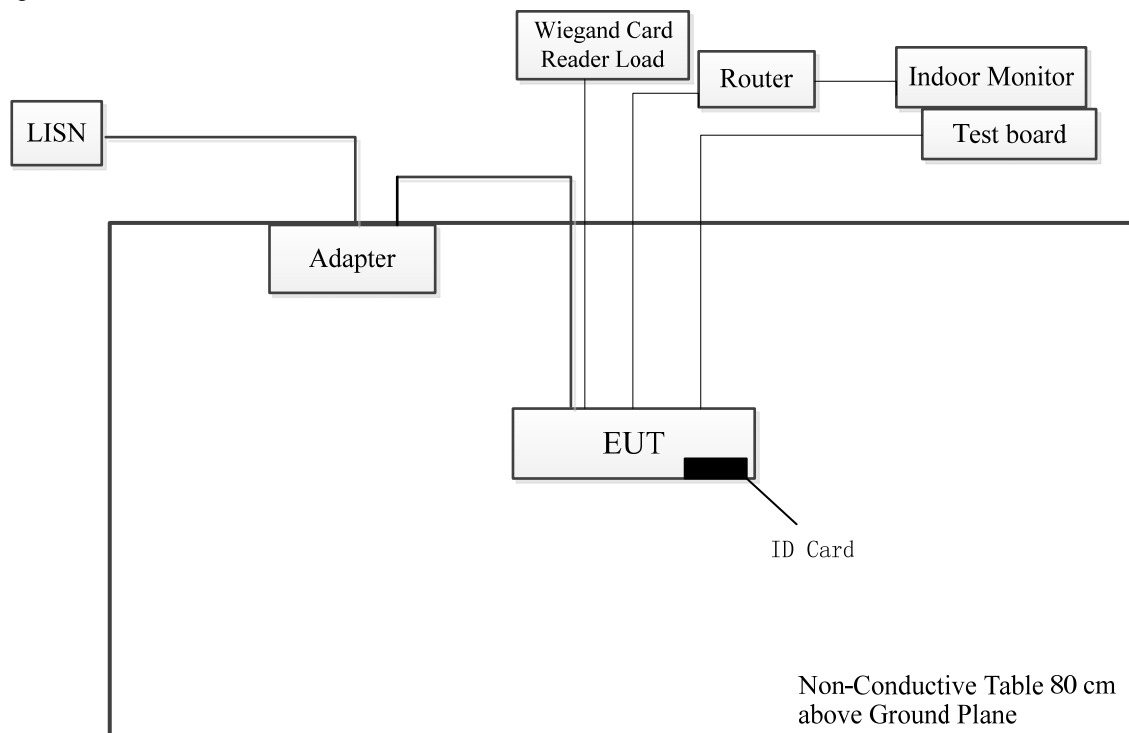 Wiegand Card
Reader Load
Router
Indoor Monitor
LISN
Test board
Adapter
EUT
ID Card
Non-Conductive Table 80 cm
above Ground Plane